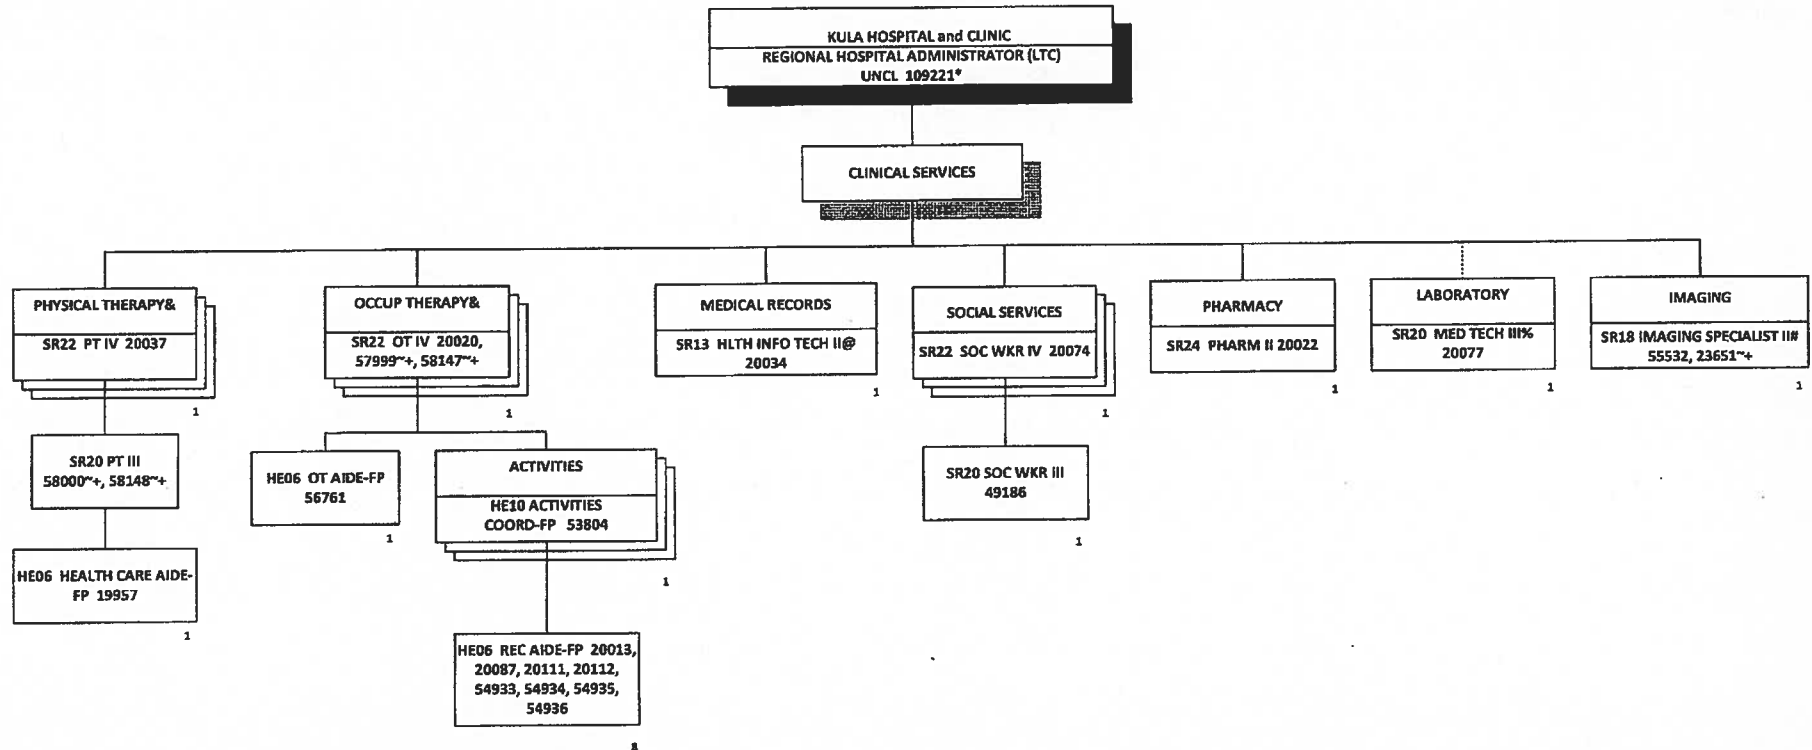 KULA HOSPITAL and CLINIC
REGIONAL HOSPITAL ADMINISTRATOR (LTC)
UNCL 109221*
CLINICAL SERVICES
PHYSICAL THERAPY&
SR22 PT IV 20037
1
SR20 PT III
58000~+, 58148~+
HE06 HEALTH CARE AIDE-
FP 19957
1
OCCUP THERAPY&
SR22 OT IV 20020,
57999~+, 58147~+
1
HE06 OT AIDE-FP
56761
1
ACTIVITIES
HE10 ACTIVITIES
COORD-FP 53804
1
HE06 REC AIDE-FP 20013,
20087, 20111, 20112,
54933, 54934, 54935,
54936
MEDICAL RECORDS
SR13 HLTH INFO TECH II@
20034
1
SOCIAL SERVICES
SR22 SOC WKR IV 20074
1
SR20 SOC WKR III
49186
1
PHARMACY
SR24 PHARM II 20022
1
LABORATORY
SR20 MED TECH III%
20077
1
IMAGING
SR18 IMAGING SPECIALIST II#
55532, 23651~+
1